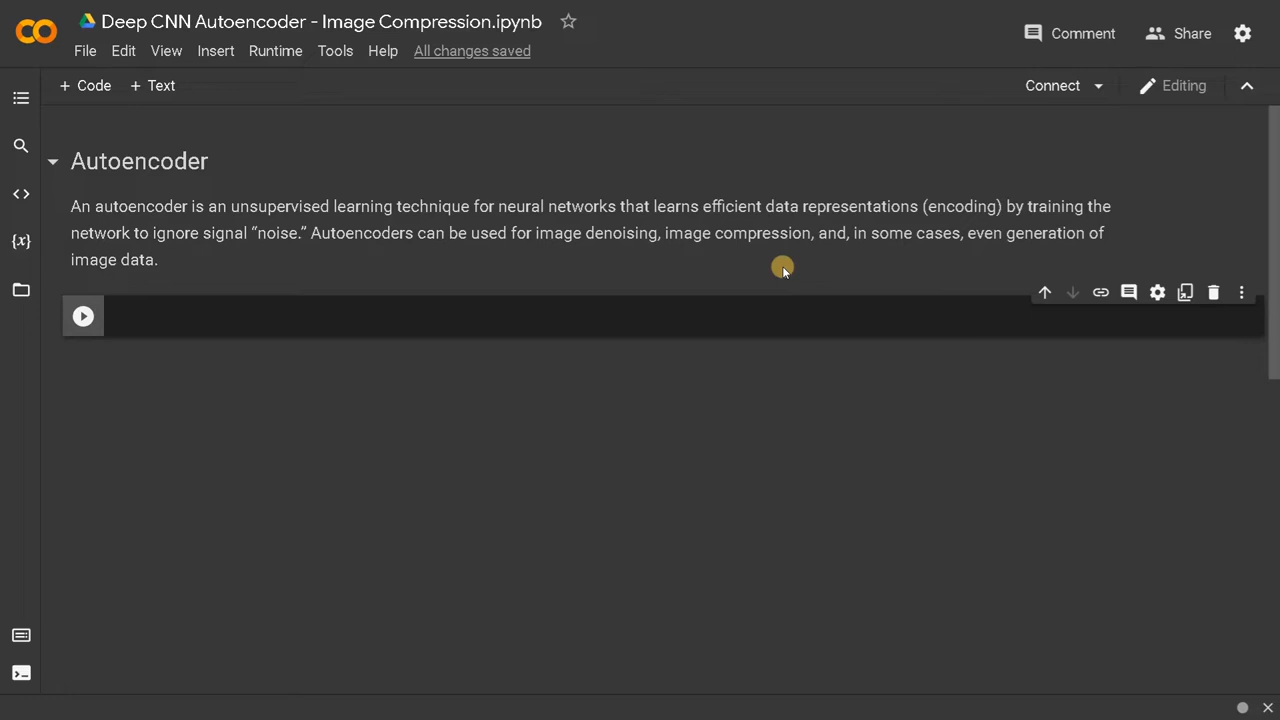 Deep CNN Autoencoder - Image Compression.ipynb
File Edit View Insert Runtime Tools Help All changes saved
Comment Share
+ Code + Text
Connect Editing
Autoencoder
An autoencoder is an unsupervised learning technique for neural networks that learns efficient data representations (encoding) by training the
network to ignore signal “noise.” Autoencoders can be used for image denoising, image compression, and, in some cases, even generation of
image data.
{x}